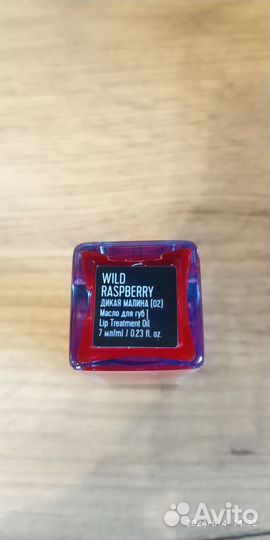 WILD
RASPBERRY
ДИКАЯ МАЛИНА (02)
Масло для губ |
Lip Treatment Oil
7 мл/ml / 0.23 fl. oz.
Avito